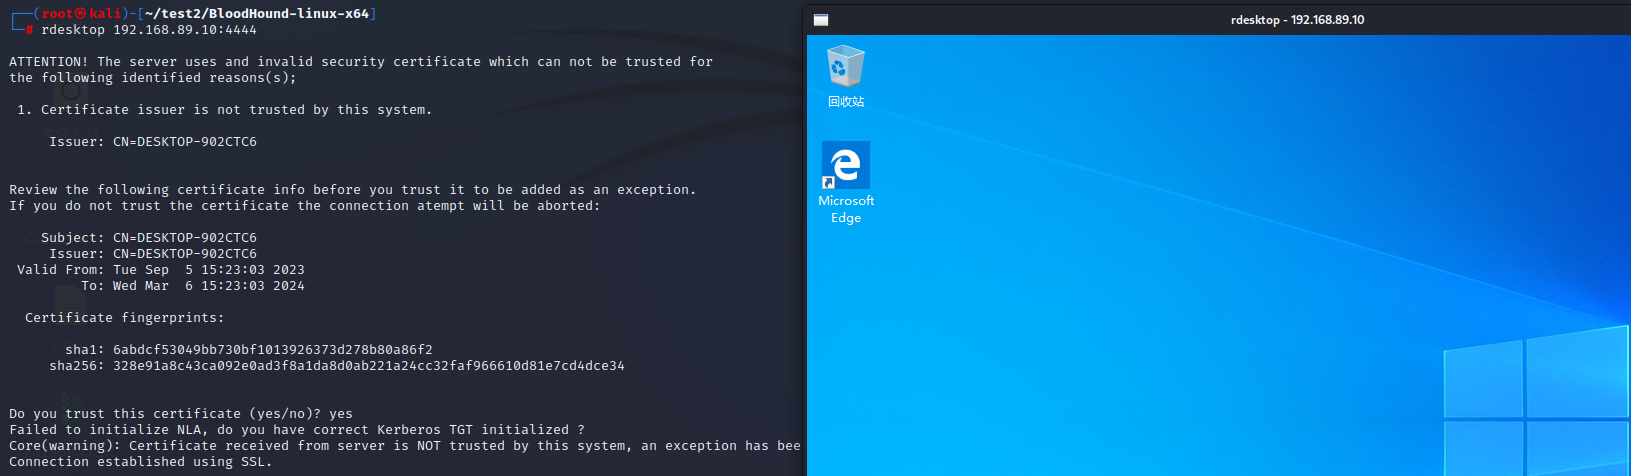 ┌──(root㉿kali)-[~/test2/BloodHound-linux-x64]
└─# rdesktop 192.168.89.10:4444
ATTENTION! The server uses and invalid security certificate which can not be trusted for
the following identified reasons(s);
1. Certificate issuer is not trusted by this system.
Issuer: CN=DESKTOP-902CTC6
Review the following certificate info before you trust it to be added as an exception.
If you do not trust the certificate the connection atempt will be aborted:
Subject: CN=DESKTOP-902CTC6
Issuer: CN=DESKTOP-902CTC6
Valid From: Tue Sep  5 15:23:03 2023
To: Wed Mar  6 15:23:03 2024
Certificate fingerprints:
sha1: 6abdcf53049bb730bf1013926373d278b80a86f2
sha256: 328e91a8c43ca092e0ad3f8a1da8d0ab221a24cc32faf966610d81e7cd4dce34
Do you trust this certificate (yes/no)? yes
Failed to initialize NLA, do you have correct Kerberos TGT initialized ?
Core(warning): Certificate received from server is NOT trusted by this system, an exception has bee
Connection established using SSL.
rdesktop - 192.168.89.10
回收站
Microsoft
Edge